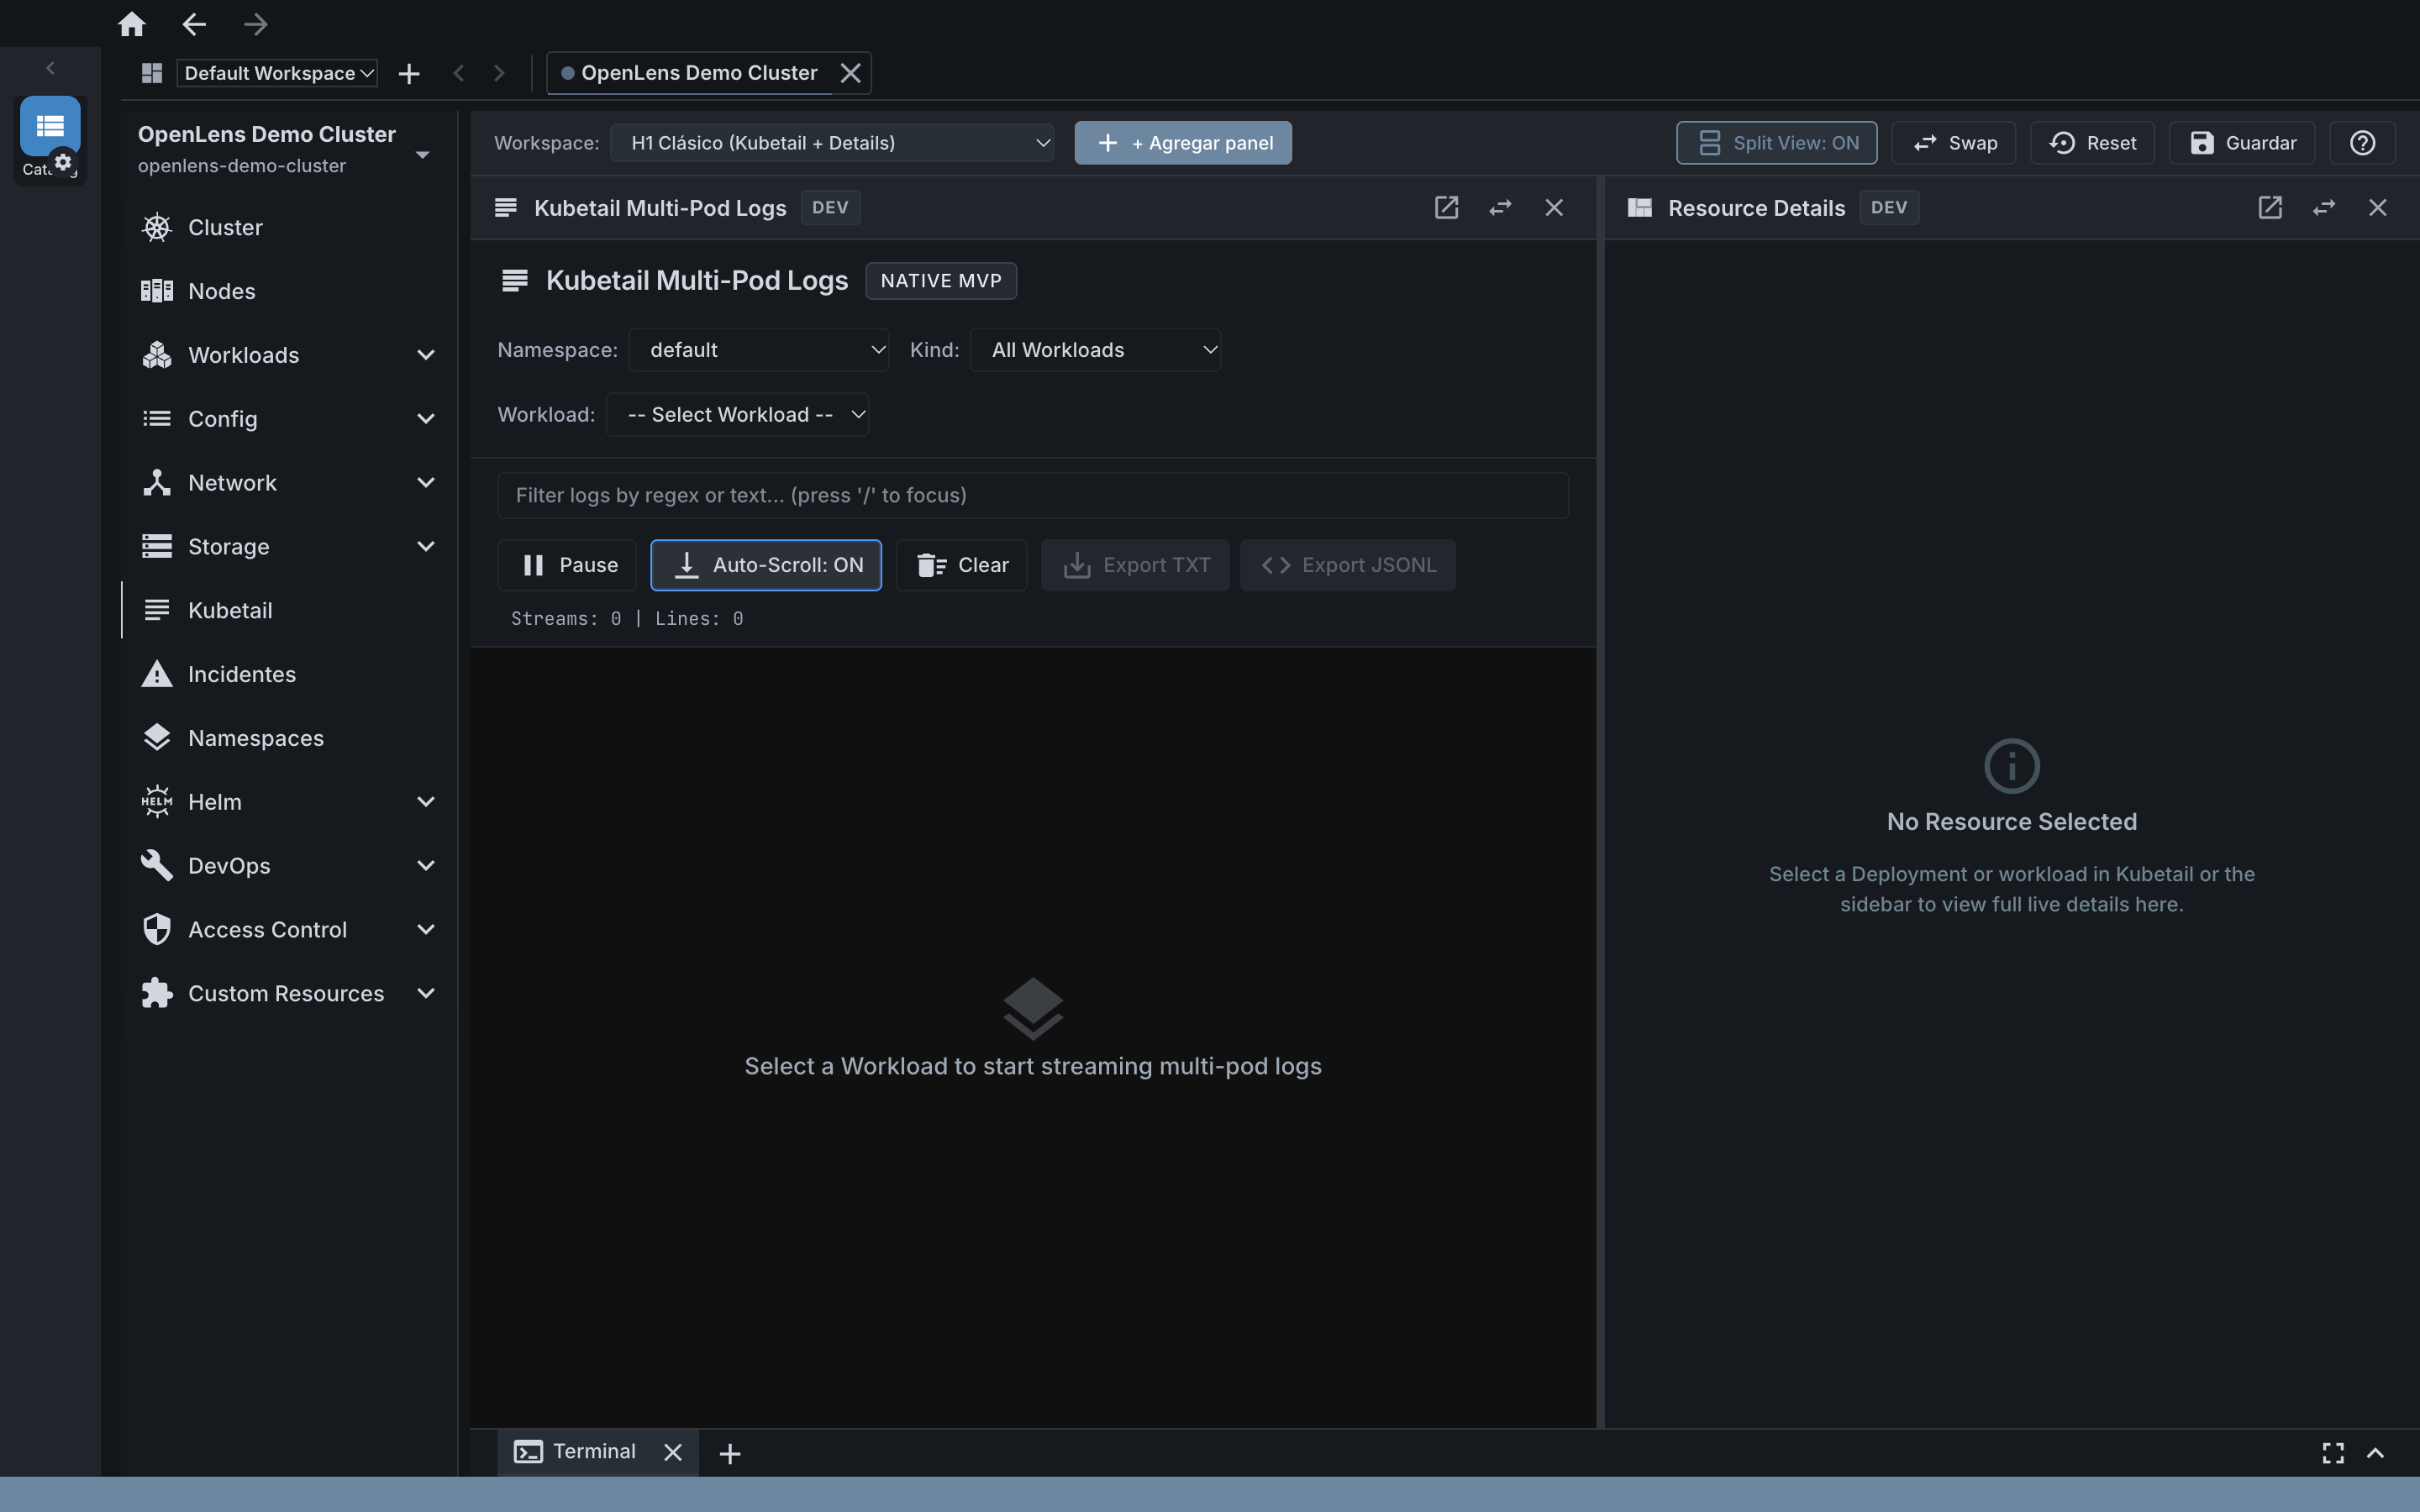 Default Workspace
OpenLens Demo Cluster
OpenLens Demo Cluster
openlens-demo-cluster
Cluster
Nodes
Workloads
Config
Network
Storage
Kubetail
Incidentes
Namespaces
HELM Helm
DevOps
Access Control
Custom Resources
Workspace: H1 Clásico (Kubetail + Details) + Agregar panel Split View: ON Swap Reset Guardar
Kubetail Multi-Pod Logs DEV
Kubetail Multi-Pod Logs NATIVE MVP
Namespace: default Kind: All Workloads
Workload: -- Select Workload --
Filter logs by regex or text... (press '/' to focus)
Pause Auto-Scroll: ON Clear Export TXT Export JSONL
Streams: 0 | Lines: 0
Select a Workload to start streaming multi-pod logs
Resource Details DEV
No Resource Selected
Select a Deployment or workload in Kubetail or the
sidebar to view full live details here.
Terminal